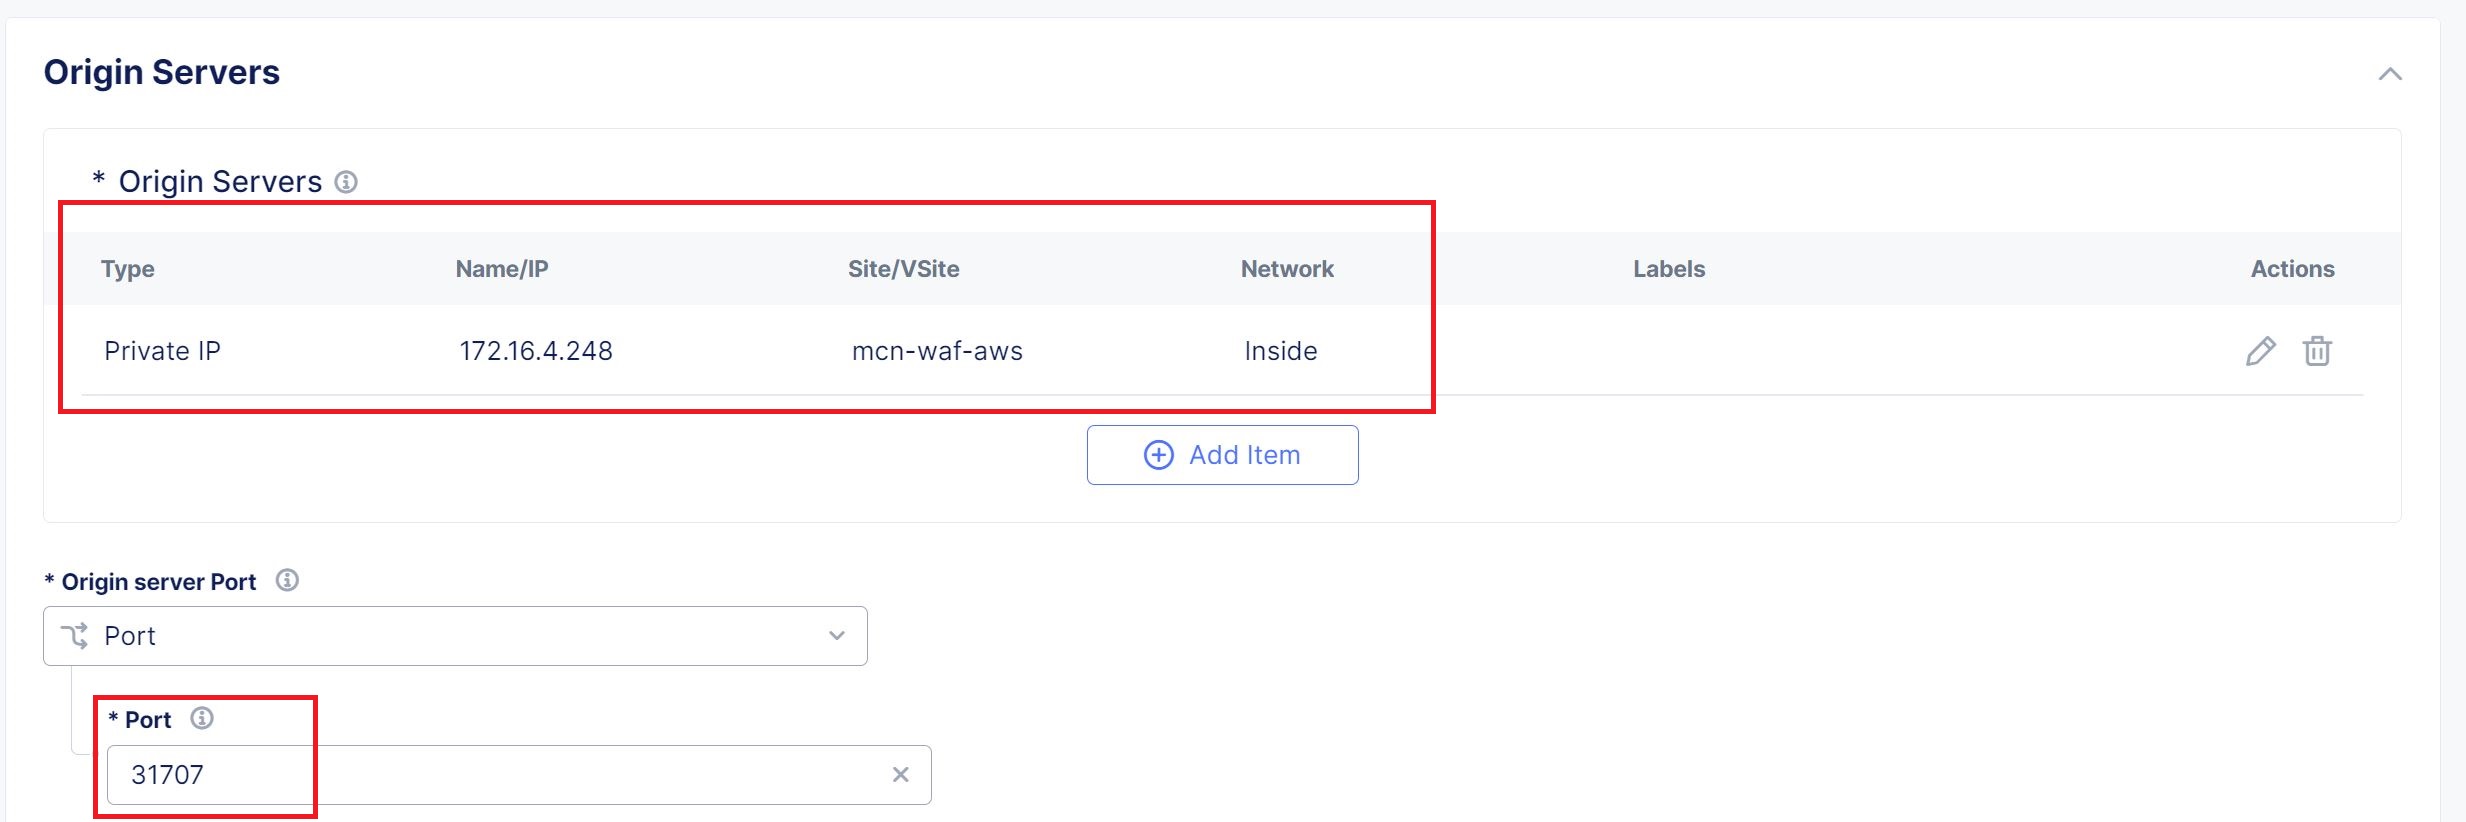 Origin Servers
* Origin Servers
Type Name/IP Site/VSite Network Labels Actions
Private IP 172.16.4.248 mcn-waf-aws Inside
Add Item
* Origin server Port
Port
* Port
31707